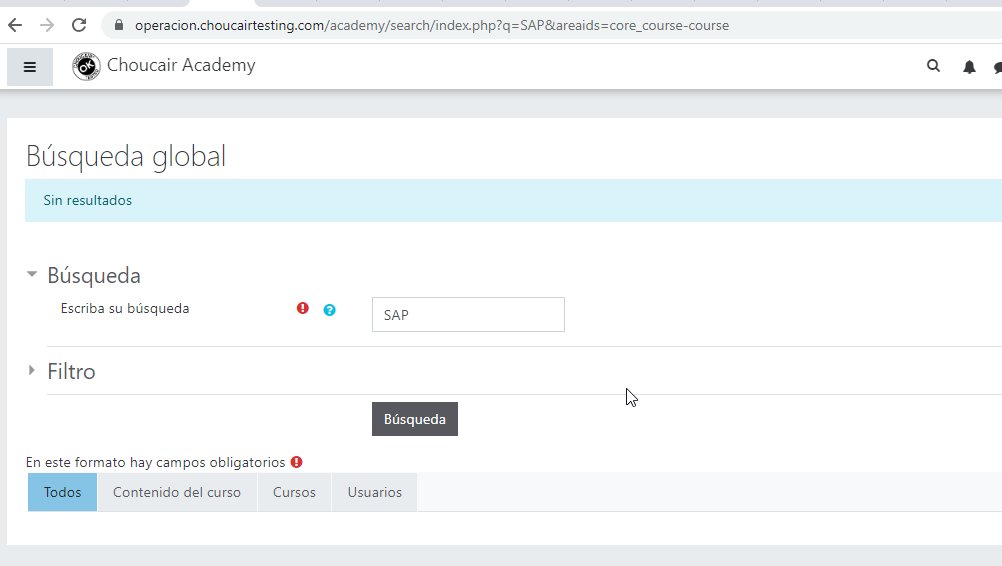 operacion.choucairtesting.com/academy/search/index.php?q=SAP&areaids=core_course-course
Choucair Academy
Búsqueda global
Sin resultados
Búsqueda
Escriba su búsqueda
SAP
Filtro
Búsqueda
En este formato hay campos obligatorios
Todos Contenido del curso Cursos Usuarios